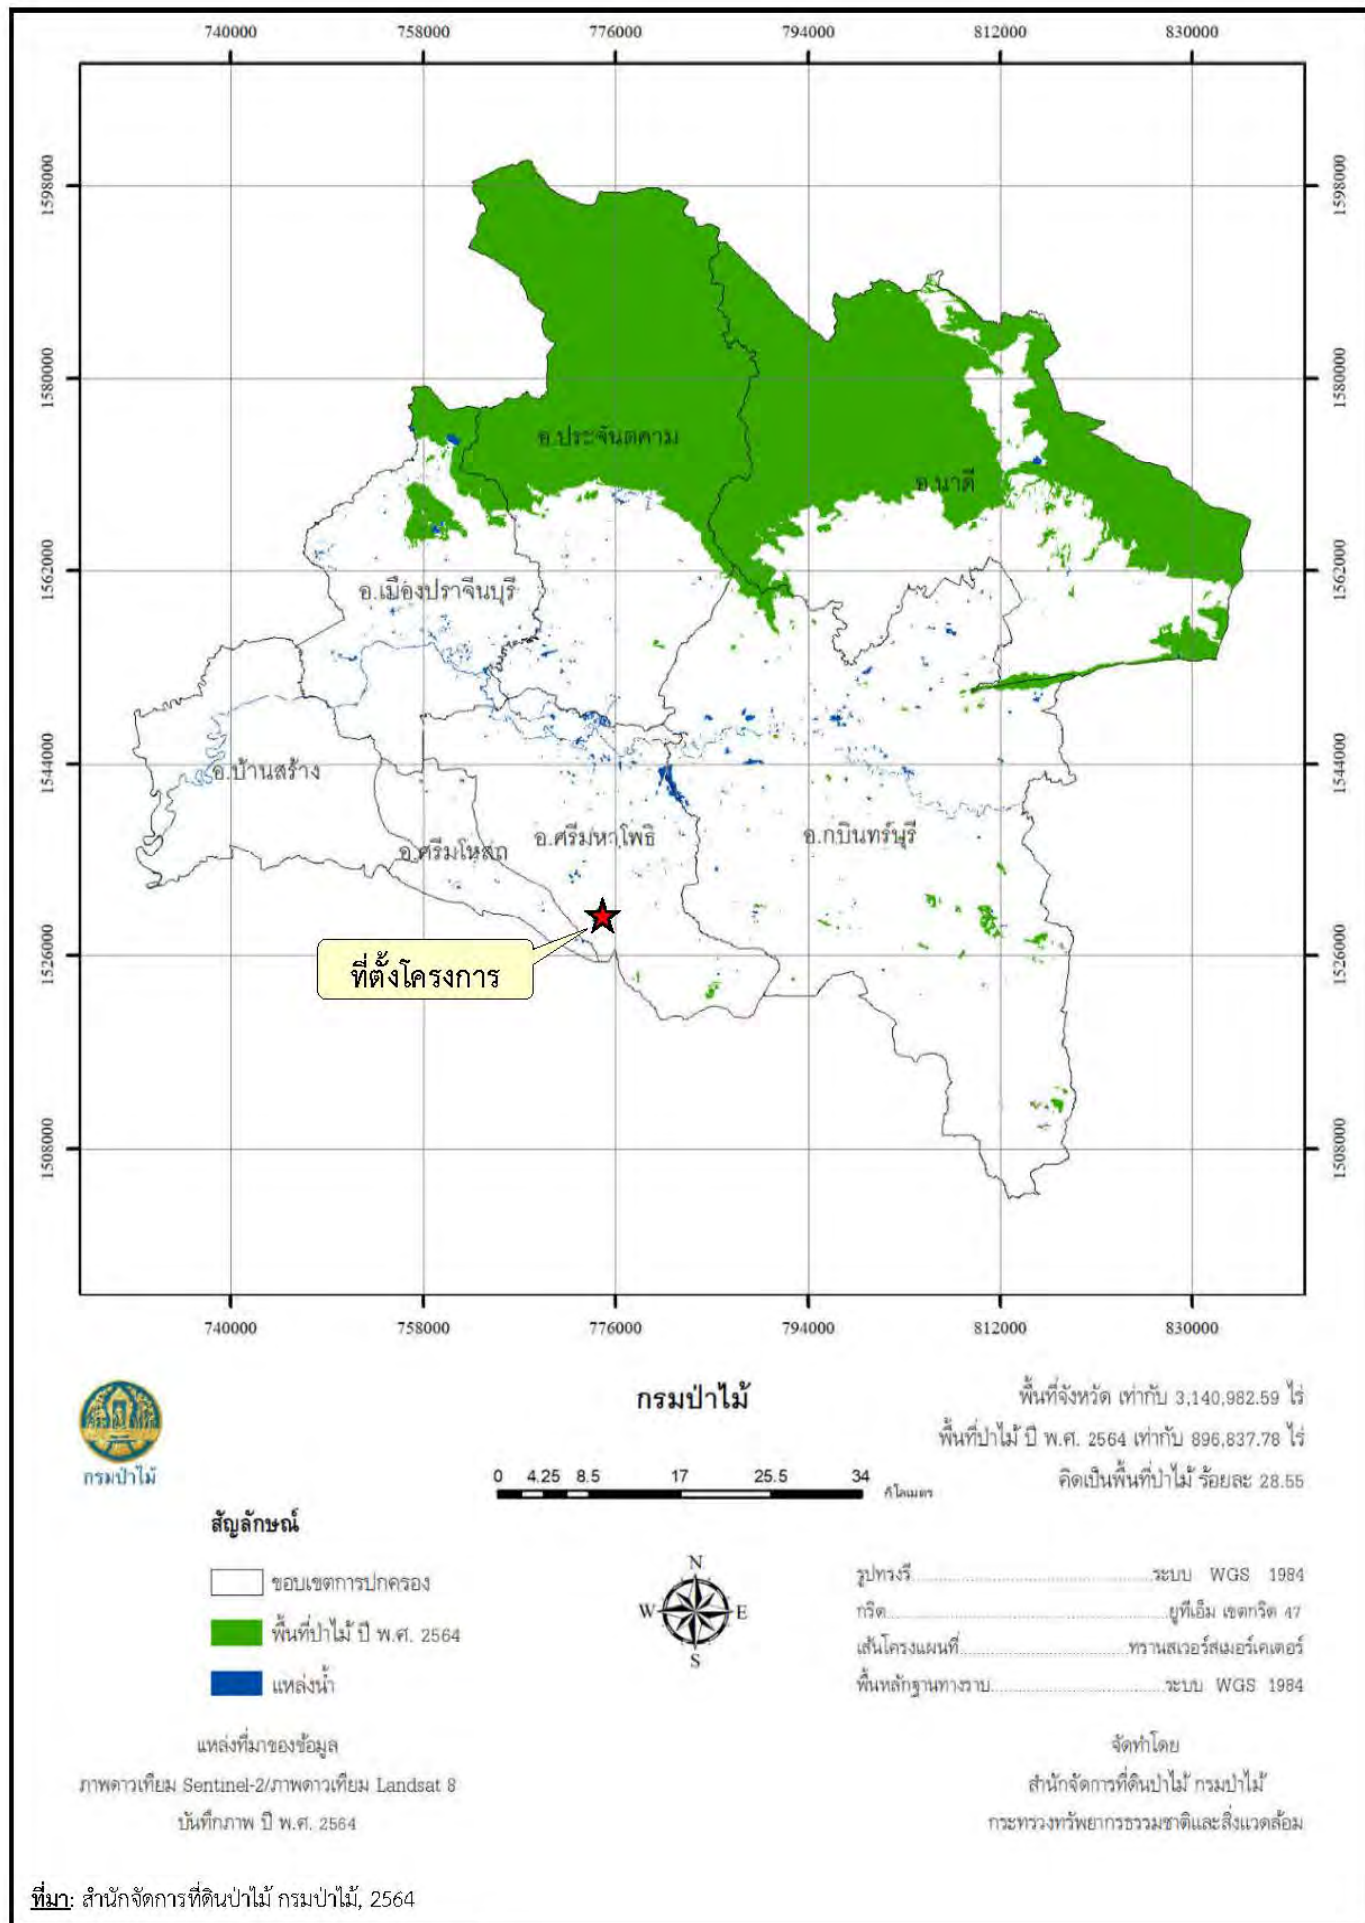 740000 758000 776000 794000 812000 830000
1598000 1598000
1580000 1580000
อ.ประจันตคาม
อ.นาดี
1562000 1562000
อ.เมืองปราจีนบุรี
1544000 1544000
อ.บ้านสร้าง
อ.ศรีมหาโพธิ
อ.กบินทร์บุรี
อ.ศรีมโหสถ
1526000 1526000
ที่ตั้งโครงการ
1508000 1508000
740000 758000 776000 794000 812000 830000
กรมป่าไม้
กรมป่าไม้
พื้นที่จังหวัด เท่ากับ 3,140,982.59 ไร่
พื้นที่ป่าไม้ ปี พ.ศ. 2564 เท่ากับ 896,837.78 ไร่
คิดเป็นพื้นที่ป่าไม้ ร้อยละ 28.55
0 4.25 8.5 17 25.5 34
กิโลเมตร
สัญลักษณ์
ขอบเขตการปกครอง
พื้นที่ป่าไม้ ปี พ.ศ. 2564
แหล่งน้ำ
N
W E
S
รูปทรงรี........................ระบบ WGS 1984
กริด........................ยูทีเอ็ม เขตกริด 47
เส้นโครงแผนที่........................ทรานสเวอร์สเมอร์เคเตอร์
พื้นหลักฐานทางราบ........................ระบบ WGS 1984
แหล่งที่มาของข้อมูล
ภาพดาวเทียม Sentinel-2/ภาพดาวเทียม Landsat 8
บันทึกภาพ ปี พ.ศ. 2564
จัดทำโดย
สำนักจัดการที่ดินป่าไม้ กรมป่าไม้
กระทรวงทรัพยากรธรรมชาติและสิ่งแวดล้อม
ที่มา: สำนักจัดการที่ดินป่าไม้ กรมป่าไม้, 2564